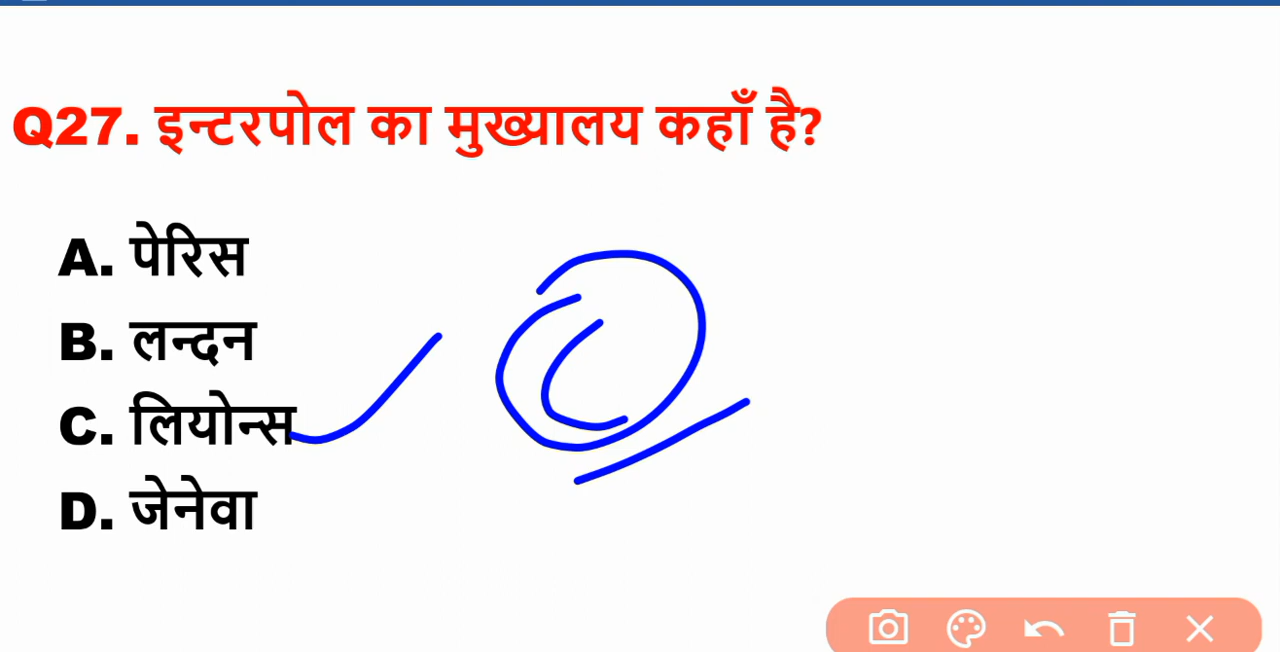 Q27. इन्टरपोल का मुख्यालय कहाँ है?
A. पेरिस
B. लन्दन
C. लियोन्स
D. जेनेवा
C